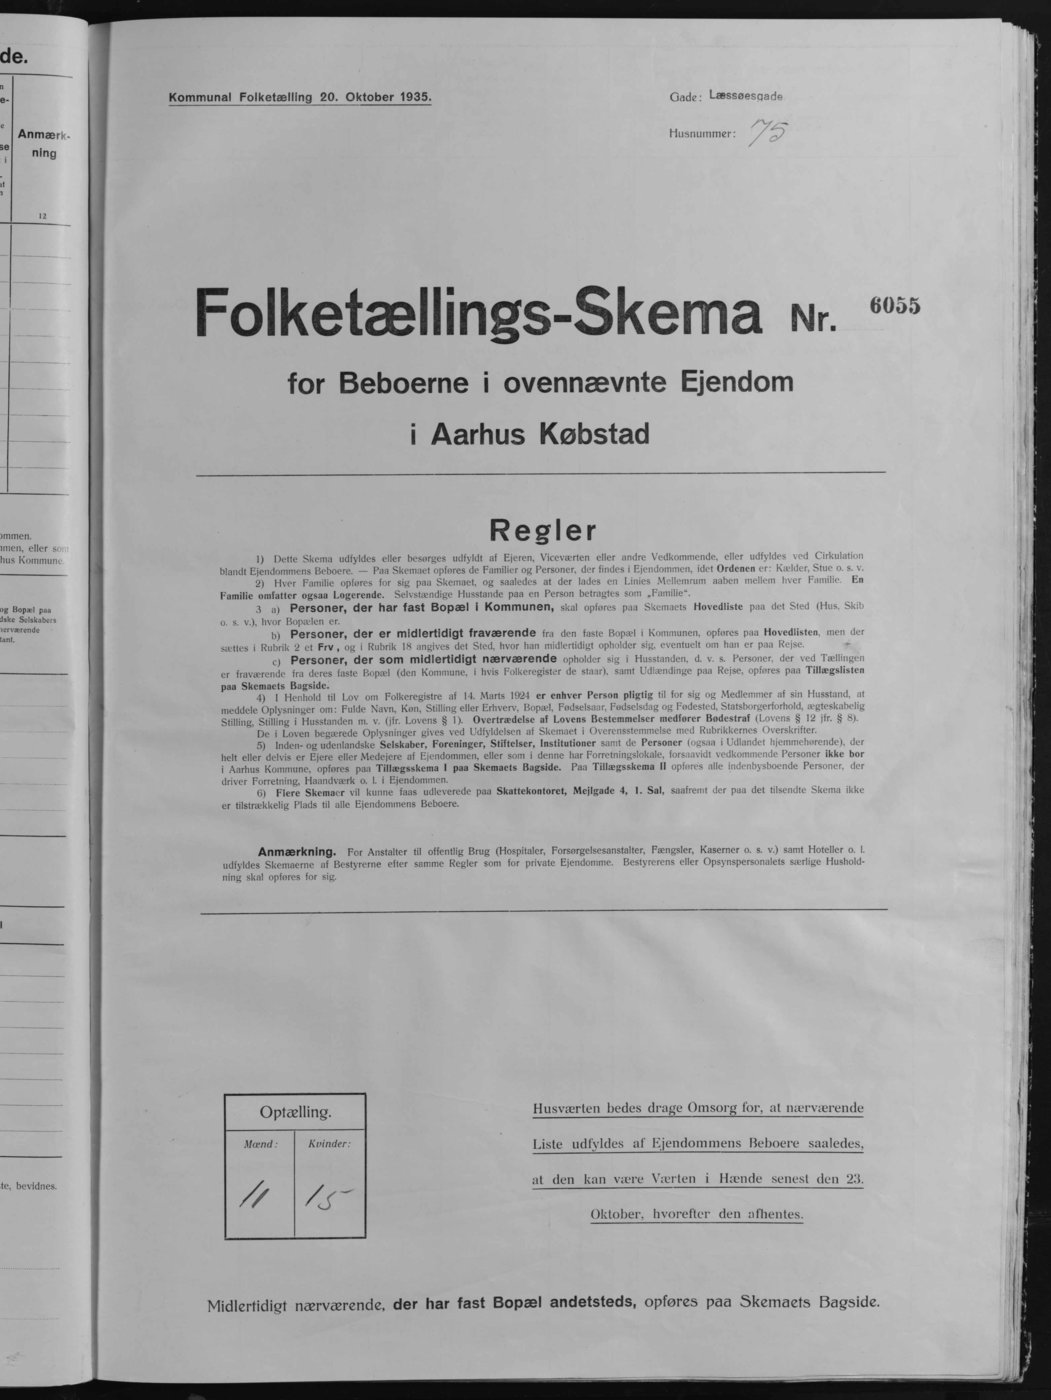 de.
Anmærk-
ning
12
Kommunal Folketælling 20. Oktober 1935.
Gade: Læssøesgade
Husnummer: 75
Folketællings-Skema Nr. 6055
for Beboerne i ovennævnte Ejendom
i Aarhus Købstad
Regler
1) Dette Skema udfyldes eller besørges udfyldt af Ejeren, Viceværten eller andre Vedkommende, eller udfyldes ved Cirkulation
blandt Ejendommens Beboere. — Paa Skemaet opføres de Familier og Personer, der findes i Ejendommen, idet Ordenen er: Kælder, Stue o. s. v.
2) Hver Familie opføres for sig paa Skemaet, og saaledes at der lades en Linies Mellemrum aaben mellem hver Familie. En
Familie omfatter ogsaa Logerende. Selvstændige Husstande paa en Person betragtes som „Familie“.
3 a) Personer, der har fast Bopæl i Kommunen, skal opføres paa Skemaets Hovedliste paa det Sted (Hus, Skib
o. s. v.), hvor Bopælen er.
b) Personer, der er midlertidigt fraværende fra den faste Bopæl i Kommunen, opføres paa Hovedlisten, men der
sættes i Rubrik 2 et Frv., og i Rubrik 18 angives det Sted, hvor han midlertidigt opholder sig, eventuelt om han er paa Rejse.
c) Personer, der som midlertidigt nærværende opholder sig i Husstanden, d. v. s. Personer, der ved Tællingen
er fraværende fra deres faste Bopæl (den Kommune, i hvis Folkeregister de staar), samt Udlændinge paa Rejse, opføres paa Tillægslisten
paa Skemaets Bagside.
4) I Henhold til Lov om Folkeregistre af 14. Marts 1924 er enhver Person pligtig til for sig og Medlemmer af sin Husstand, at
meddele Oplysninger om: Fulde Navn, Køn, Stilling eller Erhverv, Bopæl, Fødselsaar, Fødselsdag og Fødested, Statsborgerforhold, ægteskabelig
Stilling, Stilling i Husstanden m. v. (jfr. Lovens § 1). Overtrædelse af Lovens Bestemmelser medfører Bødestraf (Lovens § 12 jfr. § 8).
De i Loven begærede Oplysninger gives ved Udfyldelsen af Skemaet i Overensstemmelse med Rubrikkernes Overskrifter.
5) Inden- og udenlandske Selskaber, Foreninger, Stiftelser, Institutioner samt de Personer (ogsaa i Udlandet hjemmehørende), der
helt eller delvis er Ejere eller Medejere af Ejendommen, eller som i denne har Forretningslokale, forsaavidt vedkommende Personer ikke bor
i Aarhus Kommune, opføres paa Tillægsskema I paa Skemaets Bagside. Paa Tillægsskema II opføres alle indenbysboende Personer, der
driver Forretning, Haandværk o. l. i Ejendommen.
6) Flere Skemaer vil kunne faas udleverede paa Skattekontoret, Mejlgade 4, 1. Sal, saafremt der paa det tilsendte Skema ikke
er tilstrækkelig Plads til alle Ejendommens Beboere.
Anmærkning. For Anstalter til offentlig Brug (Hospitaler, Forsørgelsesanstalter, Fængsler, Kaserner o. s. v.) samt Hoteller o. l.
udfyldes Skemaerne af Bestyrerne efter samme Regler som for private Ejendomme. Bestyrerens eller Opsynspersonalets særlige Hushold-
ning skal opføres for sig.
Optælling.
Mænd: Kvinder:
11 15
Husværten bedes drage Omsorg for, at nærværende
Liste udfyldes af Ejendommens Beboere saaledes,
at den kan være Værten i Hænde senest den 23.
Oktober, hvorefter den afhentes.
Midlertidigt nærværende, der har fast Bopæl andetsteds, opføres paa Skemaets Bagside.
ommen.
mmen, eller som
hus Kommune
og Bopæl paa
dske Selskabers
nærværende
tant.
te, bevidnes.